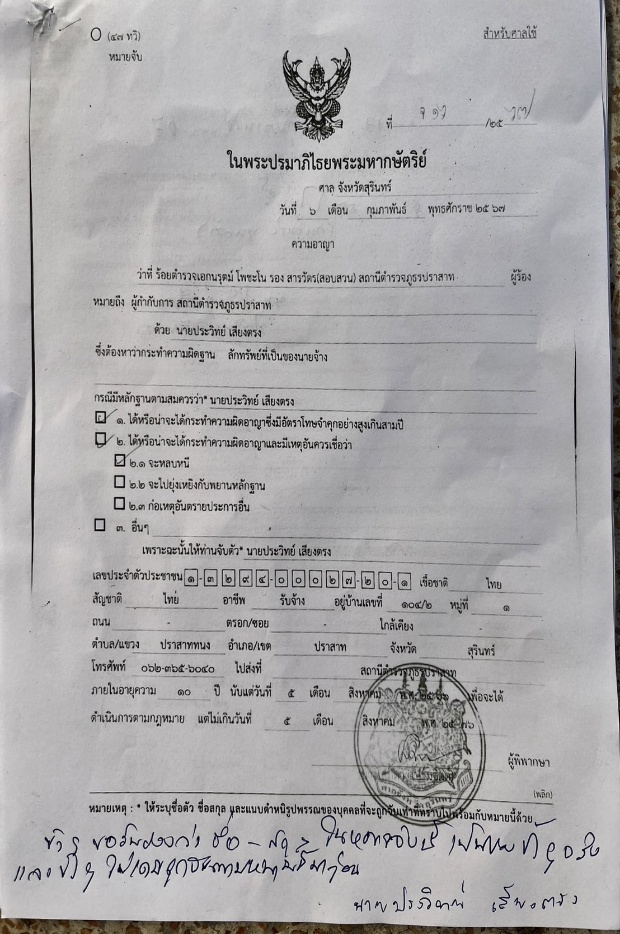 (๔๗ ทวิ)
สำหรับศาลใช้
หมายจับ
ที่ จ ๑๖ /๒๕ ๖๗
ในพระปรมาภิไธยพระมหากษัตริย์
ศาล จังหวัดสุรินทร์
วันที่ ๖ เดือน กุมภาพันธ์ พุทธศักราช ๒๕ ๖๗
ความอาญา
ว่าที่ ร้อยตำรวจเอกนรุตม์ โพชะโน รอง สารวัตร(สอบสวน) สถานีตำรวจภูธรปราสาท ผู้ร้อง
หมายถึง ผู้กำกับการ สถานีตำรวจภูธรปราสาท
ด้วย นายประวิทย์ เสียงตรง
ซึ่งต้องหาว่ากระทำความผิดฐาน ลักทรัพย์ที่เป็นของนายจ้าง
กรณีมีหลักฐานตามสมควรว่า* นายประวิทย์ เสียงตรง
๑. ได้หรือน่าจะได้กระทำความผิดอาญาซึ่งมีอัตราโทษจำคุกอย่างสูงเกินสามปี
๒. ได้หรือน่าจะได้กระทำความผิดอาญาและมีเหตุอันควรเชื่อว่า
๒.๑ จะหลบหนี
๒.๒ จะไปยุ่งเหยิงกับพยานหลักฐาน
๒.๓ ก่อเหตุอันตรายประการอื่น
๓. อื่นๆ -
เพราะฉะนั้นให้ท่านจับตัว* นายประวิทย์ เสียงตรง
เลขประจำตัวประชาชน ๑-๓๒๙๔-๐๐๐๒๗-๒๐-๑ เชื้อชาติ ไทย
สัญชาติ ไทย อาชีพ รับจ้าง อยู่บ้านเลขที่ ๑๐๔/๒ หมู่ที่ ๑
ถนน - ตรอก/ซอย - ใกล้เคียง
ตำบล/แขวง ปราสาททนง อำเภอ/เขต ปราสาท จังหวัด สุรินทร์
โทรศัพท์ ๐๖๒-๓๖๕-๖๐๔๐ ไปส่งที่ สถานีตำรวจภูธรปราสาท
ภายในอายุความ ๑๐ ปี นับแต่วันที่ ๕ เดือน สิงหาคม พ.ศ. ๒๕ ๖๖ เพื่อจะได้
ดำเนินการตามกฎหมาย แต่ไม่เกินวันที่ ๕ เดือน สิงหาคม พ.ศ. ๒๕ ๗๖
ผู้พิพากษา
(พลิก)
หมายเหตุ : * ให้ระบุชื่อตัว ชื่อสกุล และแนบตำหนิรูปพรรณของบุคคลที่จะถูกจับเท่าที่ทราบไปพร้อมกับหมายนี้ด้วย
นายประวิทย์ เสียงตรง